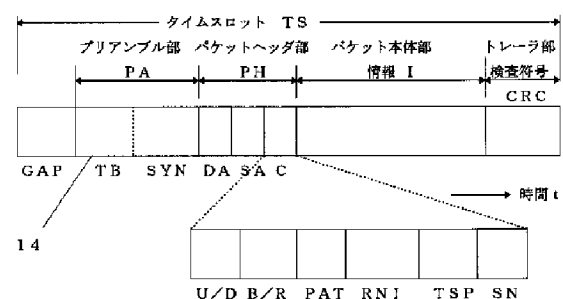 タイムスロット TS
プリアンブル部 パケットヘッダ部 パケット本体部 トレーラ部
PA PH 情報 I 検査符号
CRC
GAP TB SYN DA SA C
時間t
14
U/D B/R PAT RNI TSP SN